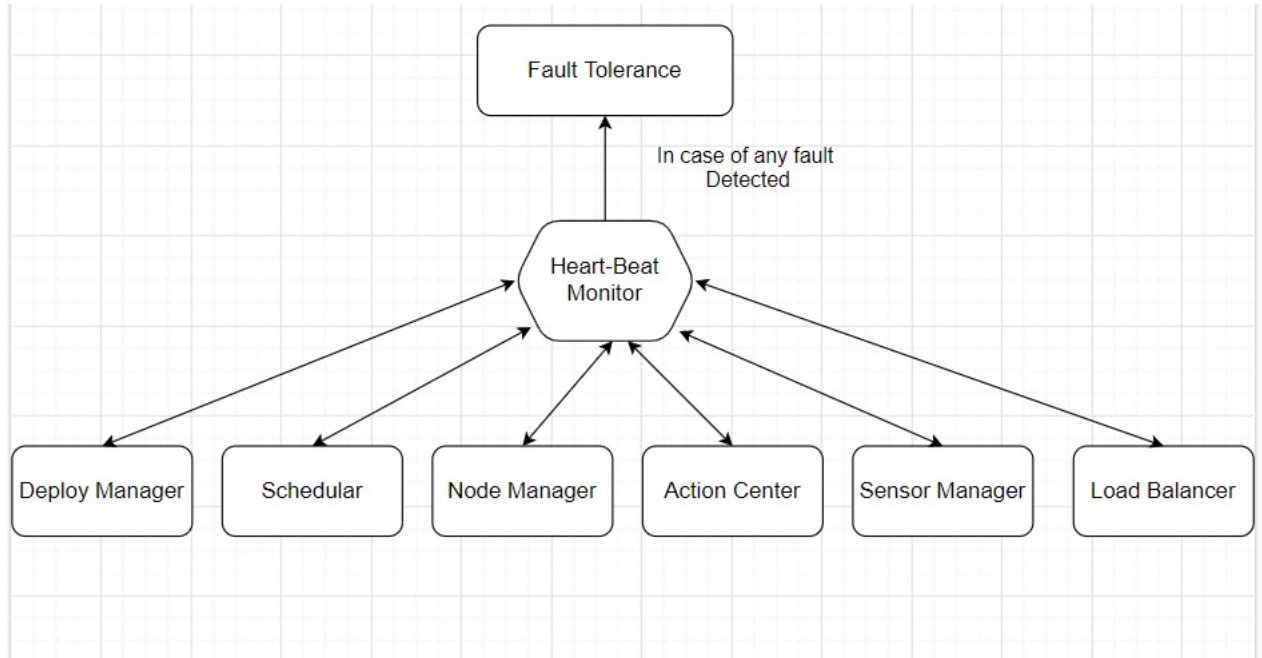 Fault Tolerance
In case of any fault
Detected
Heart-Beat
Monitor
Deploy Manager
Schedular
Node Manager
Action Center
Sensor Manager
Load Balancer